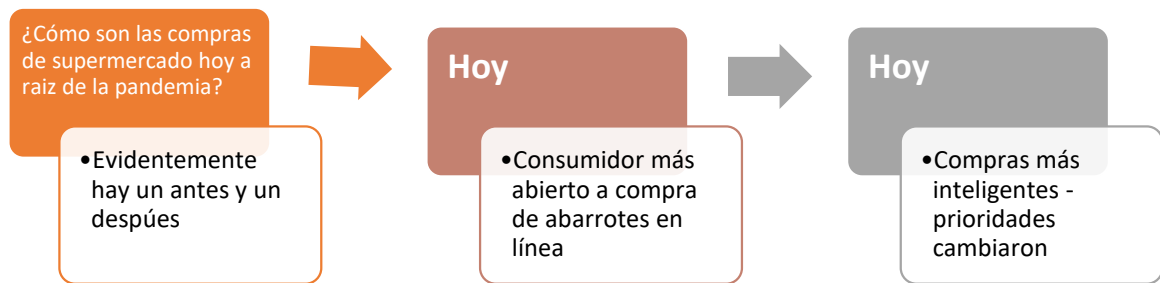 ¿Cómo son las compras
de supermercado hoy a
raiz de la pandemia?
•Evidentemente
hay un antes y un
despúes
Hoy
•Consumidor más
abierto a compra
de abarrotes en
línea
Hoy
•Compras más
inteligentes -
prioridades
cambiaron